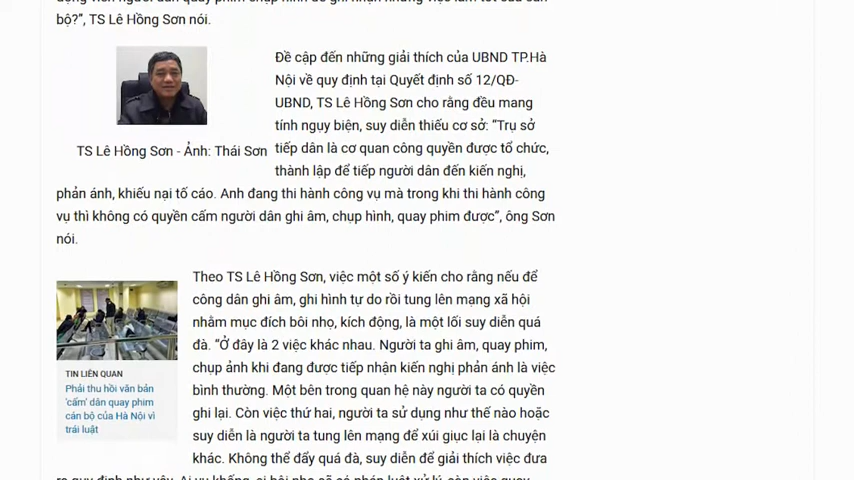 bộ?”, TS Lê Hồng Sơn nói.
Đề cập đến những giải thích của UBND TP.Hà
Nội về quy định tại Quyết định số 12/QĐ-
UBND, TS Lê Hồng Sơn cho rằng đều mang
tính ngụy biện, suy diễn thiếu cơ sở: “Trụ sở
tiếp dân là cơ quan công quyền được tổ chức,
thành lập để tiếp người dân đến kiến nghị,
TS Lê Hồng Sơn - Ảnh: Thái Sơn
phản ánh, khiếu nại tố cáo. Anh đang thi hành công vụ mà trong khi thi hành công
vụ thì không có quyền cấm người dân ghi âm, chụp hình, quay phim được”, ông Sơn
nói.
Theo TS Lê Hồng Sơn, việc một số ý kiến cho rằng nếu để
công dân ghi âm, ghi hình tự do rồi tung lên mạng xã hội
nhằm mục đích bôi nhọ, kích động, là một lối suy diễn quá
đà. “Ở đây là 2 việc khác nhau. Người ta ghi âm, quay phim,
chụp ảnh khi đang được tiếp nhận kiến nghị phản ánh là việc
bình thường. Một bên trong quan hệ này người ta có quyền
ghi lại. Còn việc thứ hai, người ta sử dụng như thế nào hoặc
suy diễn là người ta tung lên mạng để xúi giục lại là chuyện
khác. Không thể đẩy quá đà, suy diễn để giải thích việc đưa
TIN LIÊN QUAN
Phải thu hồi văn bản
'cấm' dân quay phim
cán bộ của Hà Nội vì
trái luật